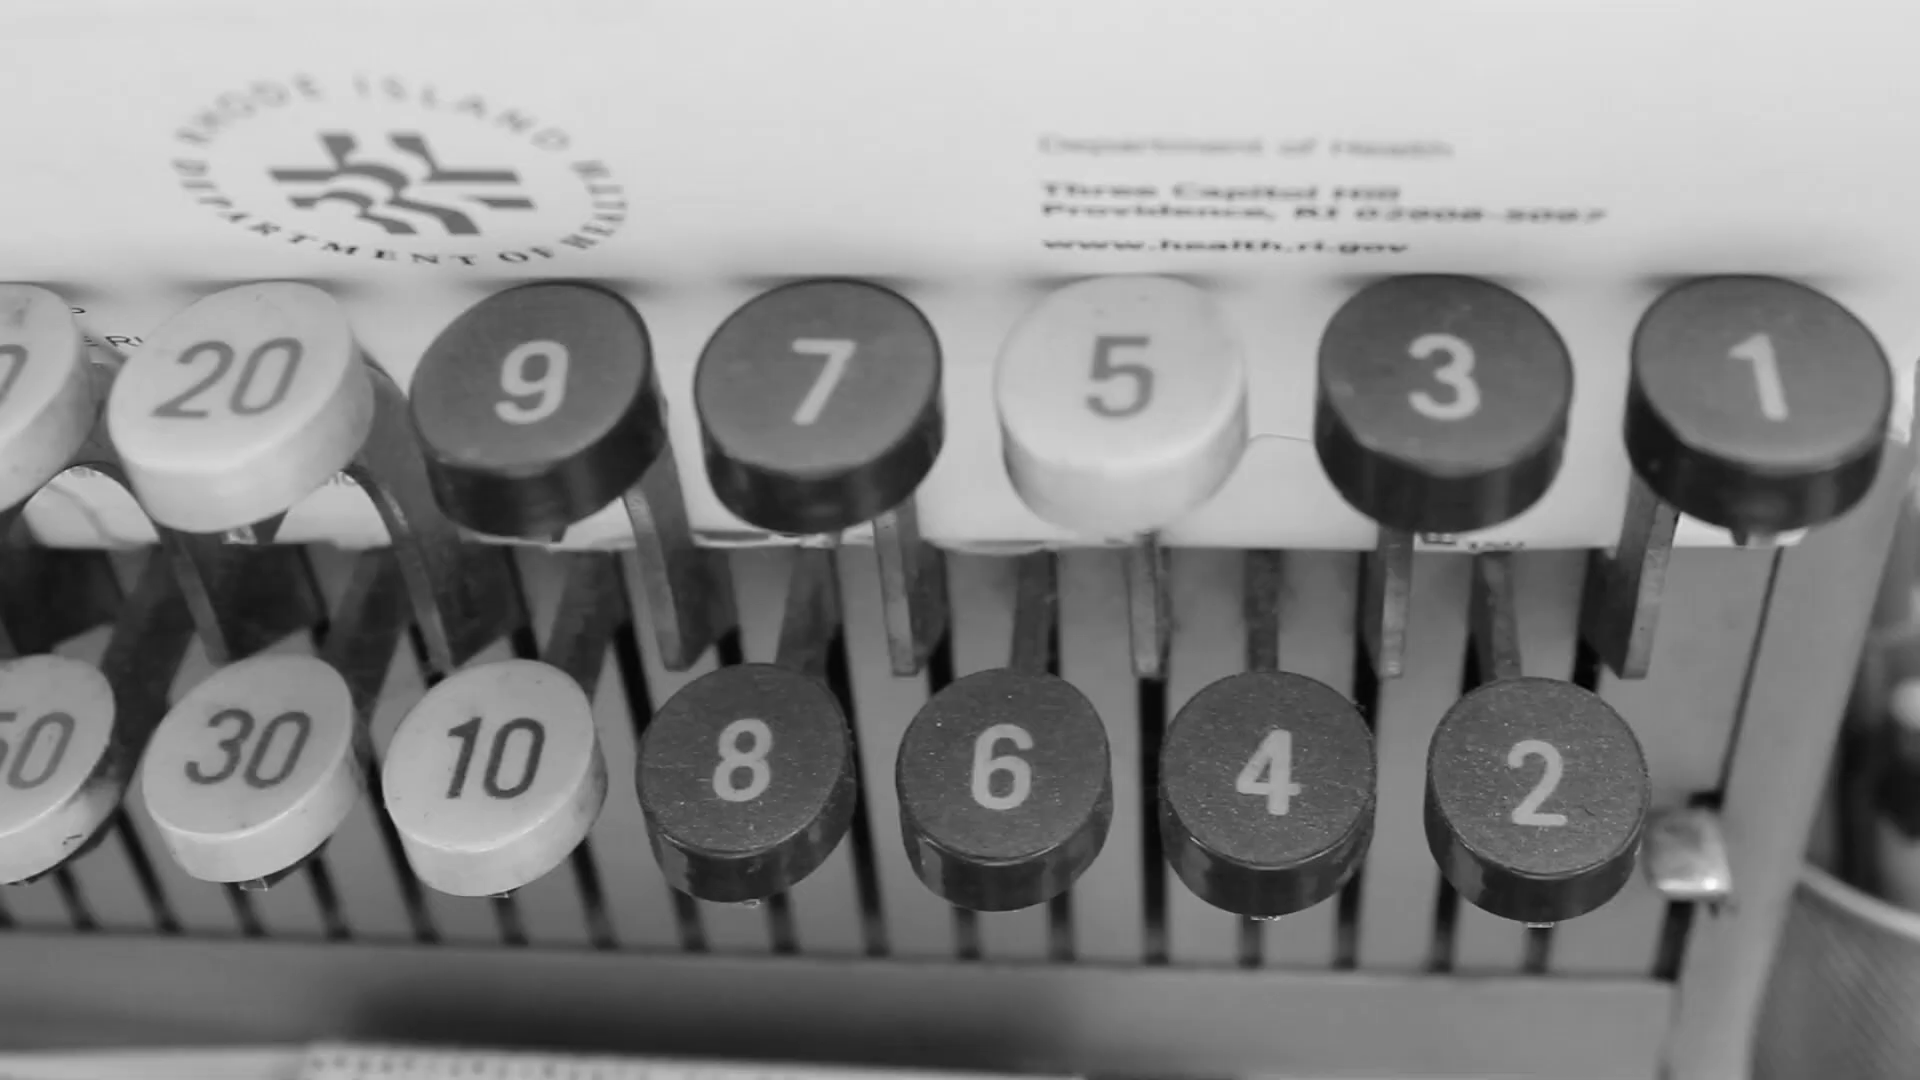 RHODE ISLAND
DEPARTMENT OF HEALTH
Department of Health
Three Capitol Hill
Providence, RI 02908-5097
www.health.ri.gov
20 9 7 5 3 1
30 10 8 6 4 2